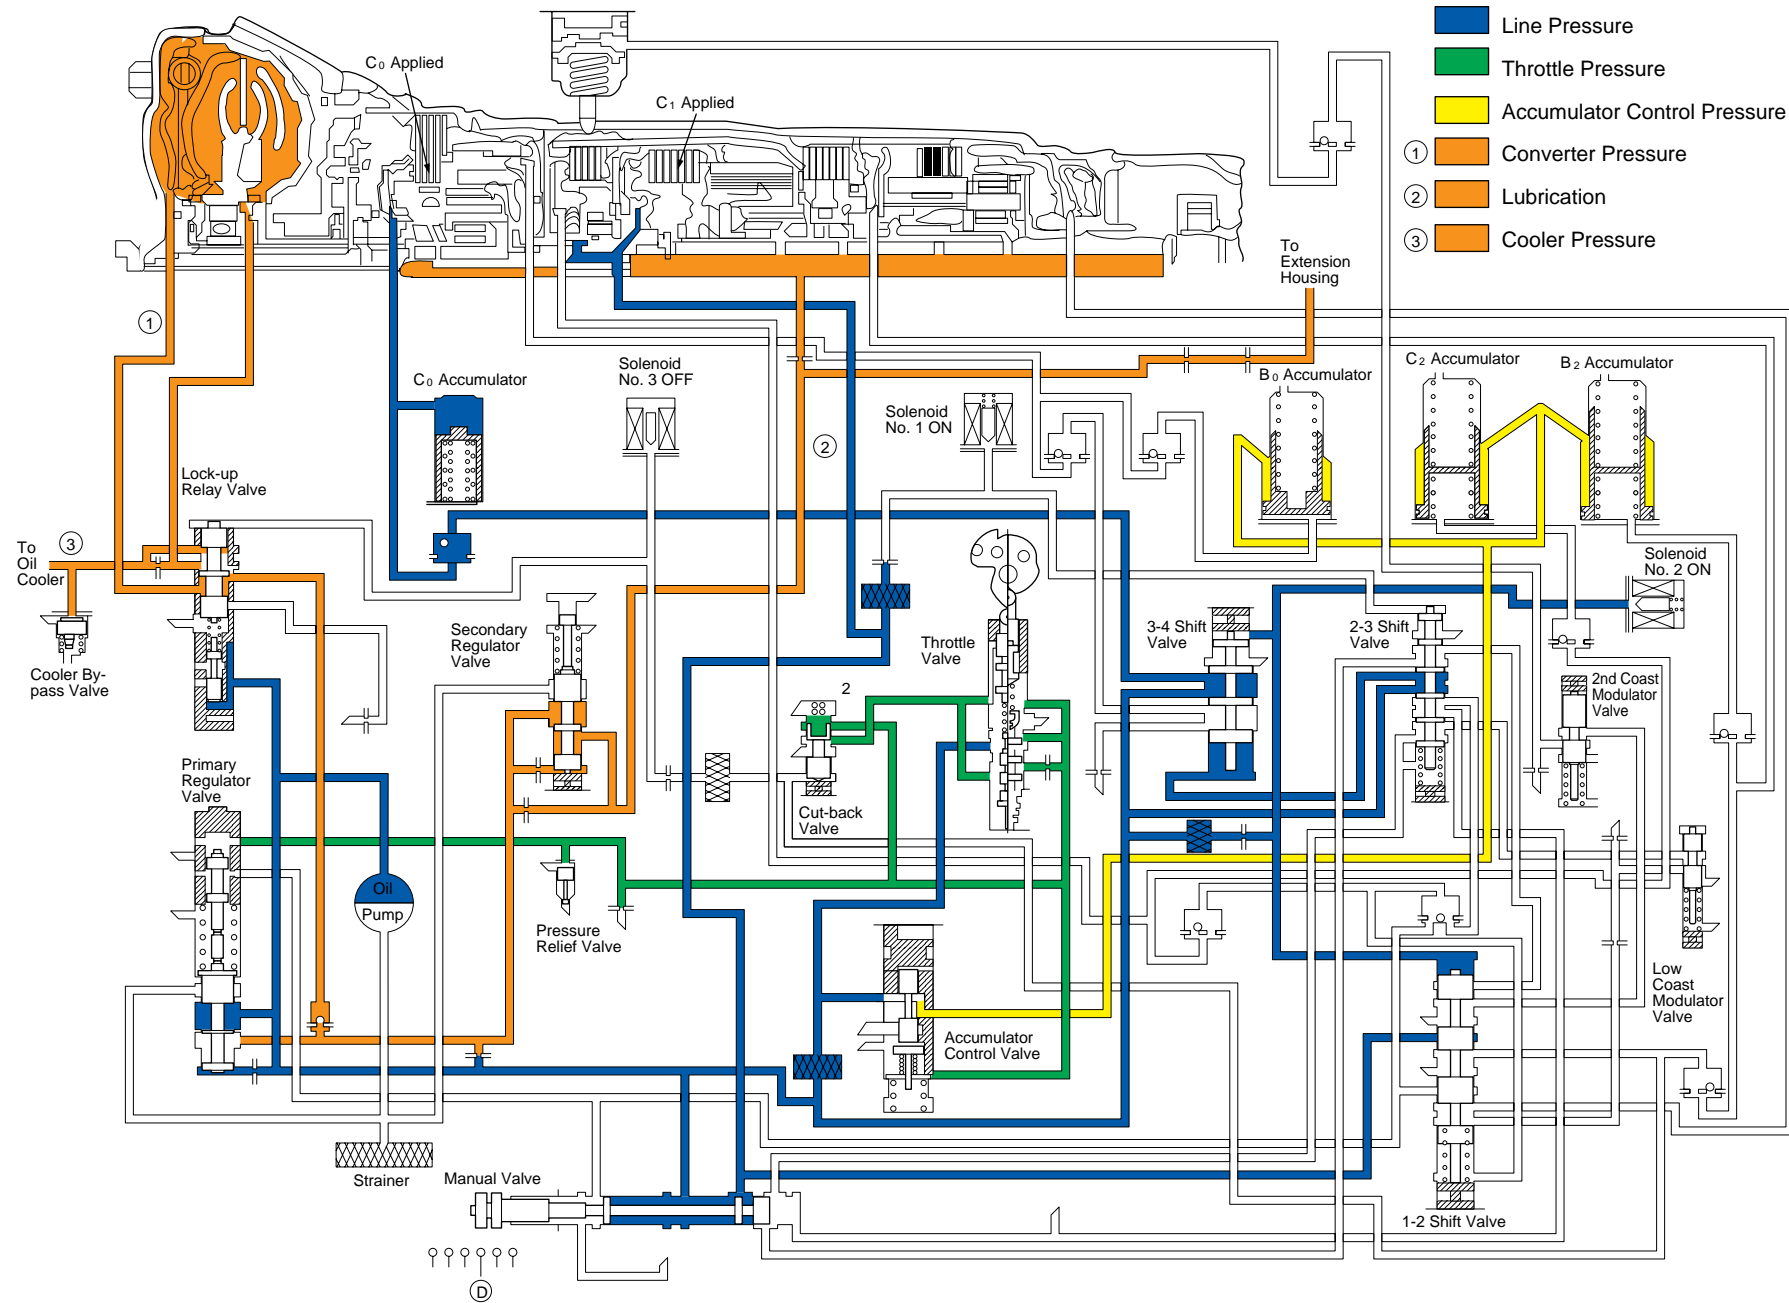 Line Pressure
Throttle Pressure
Accumulator Control Pressure
1 Converter Pressure
2 Lubrication
3 Cooler Pressure
C0 Applied
C1 Applied
To
Extension
Housing
1
Solenoid
No. 3 OFF
C0 Accumulator
Solenoid
No. 1 ON
B0 Accumulator
C2 Accumulator
B2 Accumulator
2
Lock-up
Relay Valve
To
Oil
Cooler
3
Cooler By-
pass Valve
Solenoid
No. 2 ON
Secondary
Regulator
Valve
Throttle
Valve
3-4 Shift
Valve
2-3 Shift
Valve
2nd Coast
Modulator
Valve
2
Primary
Regulator
Valve
Cut-back
Valve
Oil
Pump
Pressure
Relief Valve
Accumulator
Control Valve
Low
Coast
Modulator
Valve
Strainer
Manual Valve
1-2 Shift Valve
D